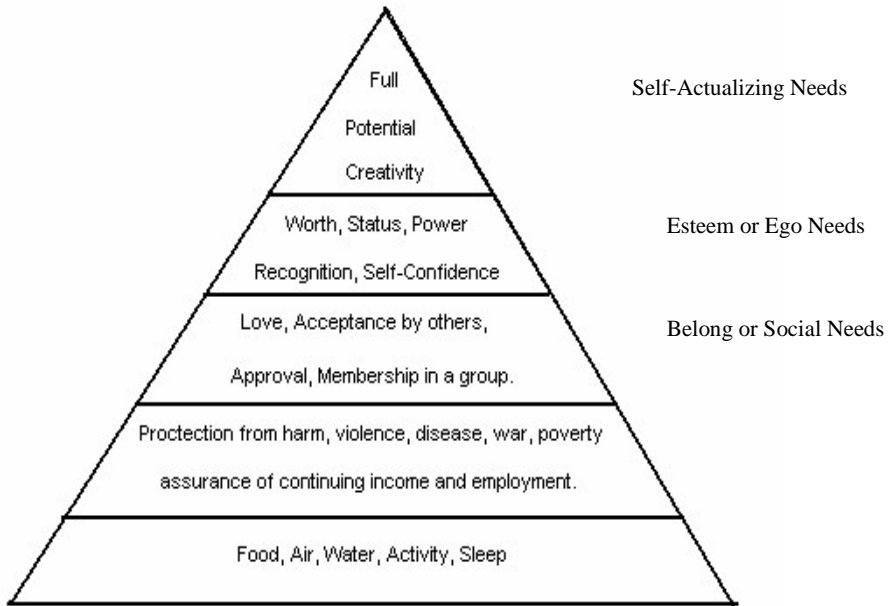 Full
Self-Actualizing Needs
Potential
Creativity
Worth, Status, Power
Esteem or Ego Needs
Recognition, Self-Confidence
Love, Acceptance by others,
Belong or Social Needs
Approval, Membership in a group.
Proctection from harm, violence, disease, war, poverty
assurance of continuing income and employment.
Food, Air, Water, Activity, Sleep